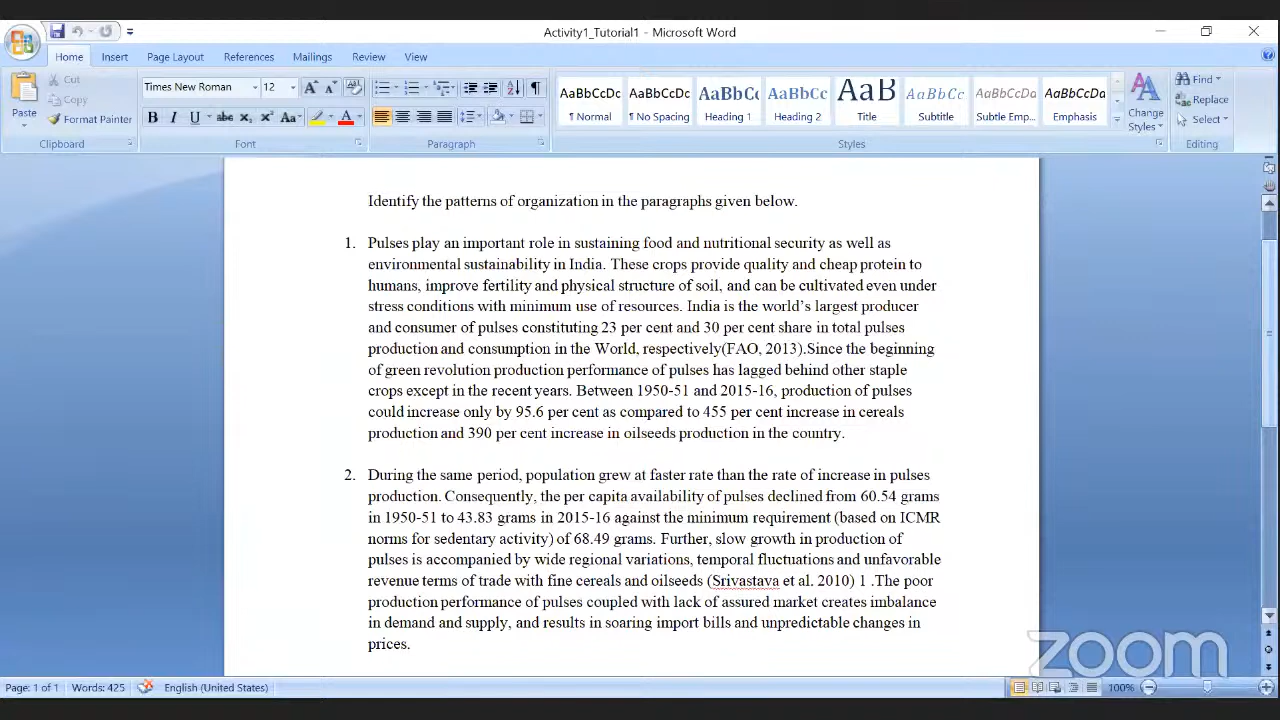 Activity1_Tutorial1 - Microsoft Word
Home Insert Page Layout References Mailings Review View
Paste
Cut
Copy
Format Painter
Clipboard
Times New Roman 12
B I U abc x₂ x² Aa
Font
Paragraph
AaBbCcDc AaBbCcDc AaBbC AaBbCc AaB AaBbCc AaBbCcDa AaBbCcDc
¶ Normal ¶ No Spacing Heading 1 Heading 2 Title Subtitle Subtle Emp... Emphasis
Change Styles
Styles
Find
Replace
Select
Editing
Identify the patterns of organization in the paragraphs given below.
1. Pulses play an important role in sustaining food and nutritional security as well as
environmental sustainability in India. These crops provide quality and cheap protein to
humans, improve fertility and physical structure of soil, and can be cultivated even under
stress conditions with minimum use of resources. India is the world’s largest producer
and consumer of pulses constituting 23 per cent and 30 per cent share in total pulses
production and consumption in the World, respectively(FAO, 2013).Since the beginning
of green revolution production performance of pulses has lagged behind other staple
crops except in the recent years. Between 1950-51 and 2015-16, production of pulses
could increase only by 95.6 per cent as compared to 455 per cent increase in cereals
production and 390 per cent increase in oilseeds production in the country.
2. During the same period, population grew at faster rate than the rate of increase in pulses
production. Consequently, the per capita availability of pulses declined from 60.54 grams
in 1950-51 to 43.83 grams in 2015-16 against the minimum requirement (based on ICMR
norms for sedentary activity) of 68.49 grams. Further, slow growth in production of
pulses is accompanied by wide regional variations, temporal fluctuations and unfavorable
revenue terms of trade with fine cereals and oilseeds (Srivastava et al. 2010) 1 .The poor
production performance of pulses coupled with lack of assured market creates imbalance
in demand and supply, and results in soaring import bills and unpredictable changes in
prices.
zoom
Page: 1 of 1 Words: 425 English (United States) 100%